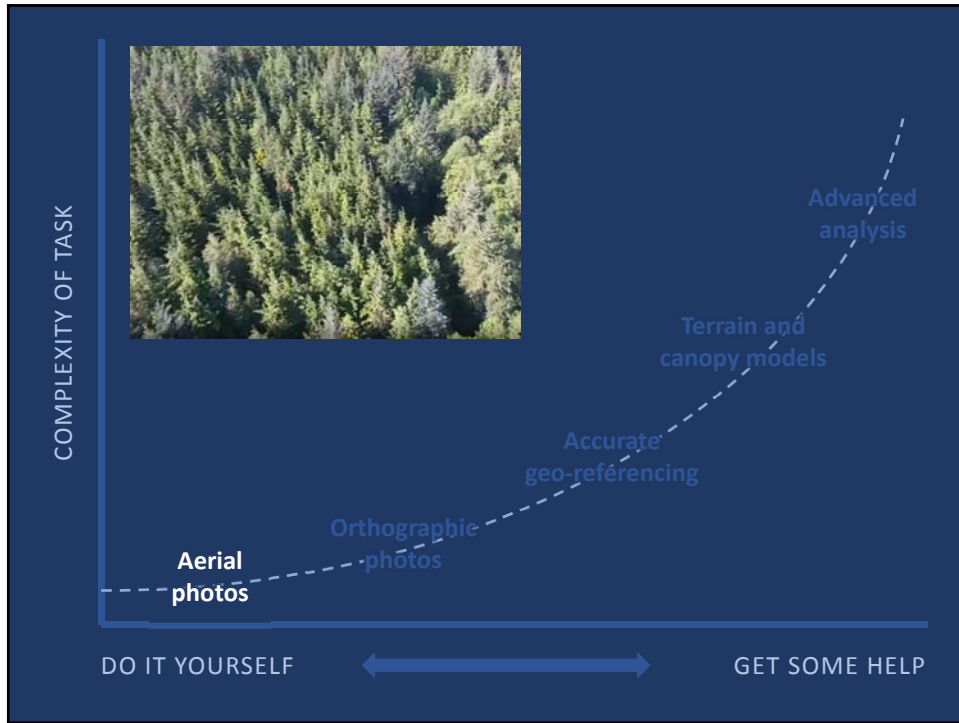 COMPLEXITY OF TASK
Advanced
analysis
Terrain and
canopy models
Accurate
geo-referencing
Orthographic
photos
Aerial
photos
DO IT YOURSELF
GET SOME HELP